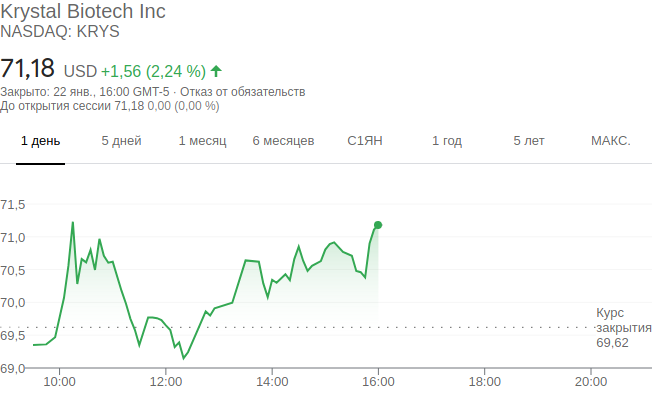 Krystal Biotech Inc
NASDAQ: KRYS
71,18 USD +1,56 (2,24 %)
Закрыто: 22 янв., 16:00 GMT-5 · Отказ от обязательств
До открытия сессии 71,18 0,00 (0,00 %)
1 день 5 дней 1 месяц 6 месяцев С1ЯН 1 год 5 лет МАКС.
71,5
71,0
70,5
70,0
69,5
69,0
Курс
закрытия
69,62
10:00 12:00 14:00 16:00 18:00 20:00